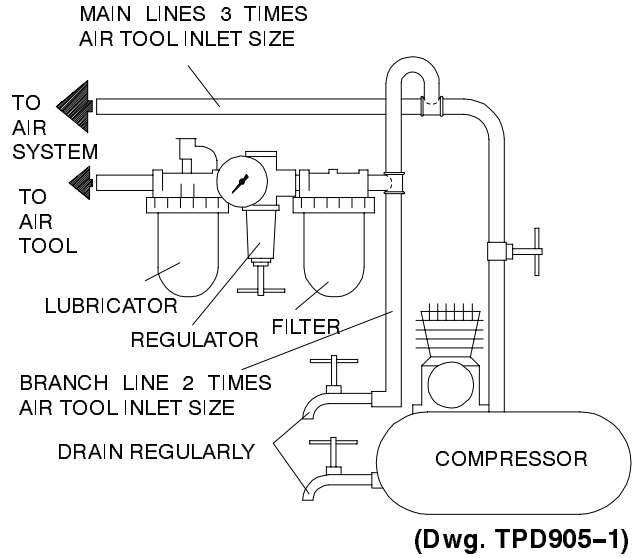 MAIN LINES 3 TIMES
AIR TOOL INLET SIZE
TO
AIR
SYSTEM
TO
AIR
TOOL
LUBRICATOR
REGULATOR
FILTER
BRANCH LINE 2 TIMES
AIR TOOL INLET SIZE
DRAIN REGULARLY
COMPRESSOR
(Dwg. TPD905–1)